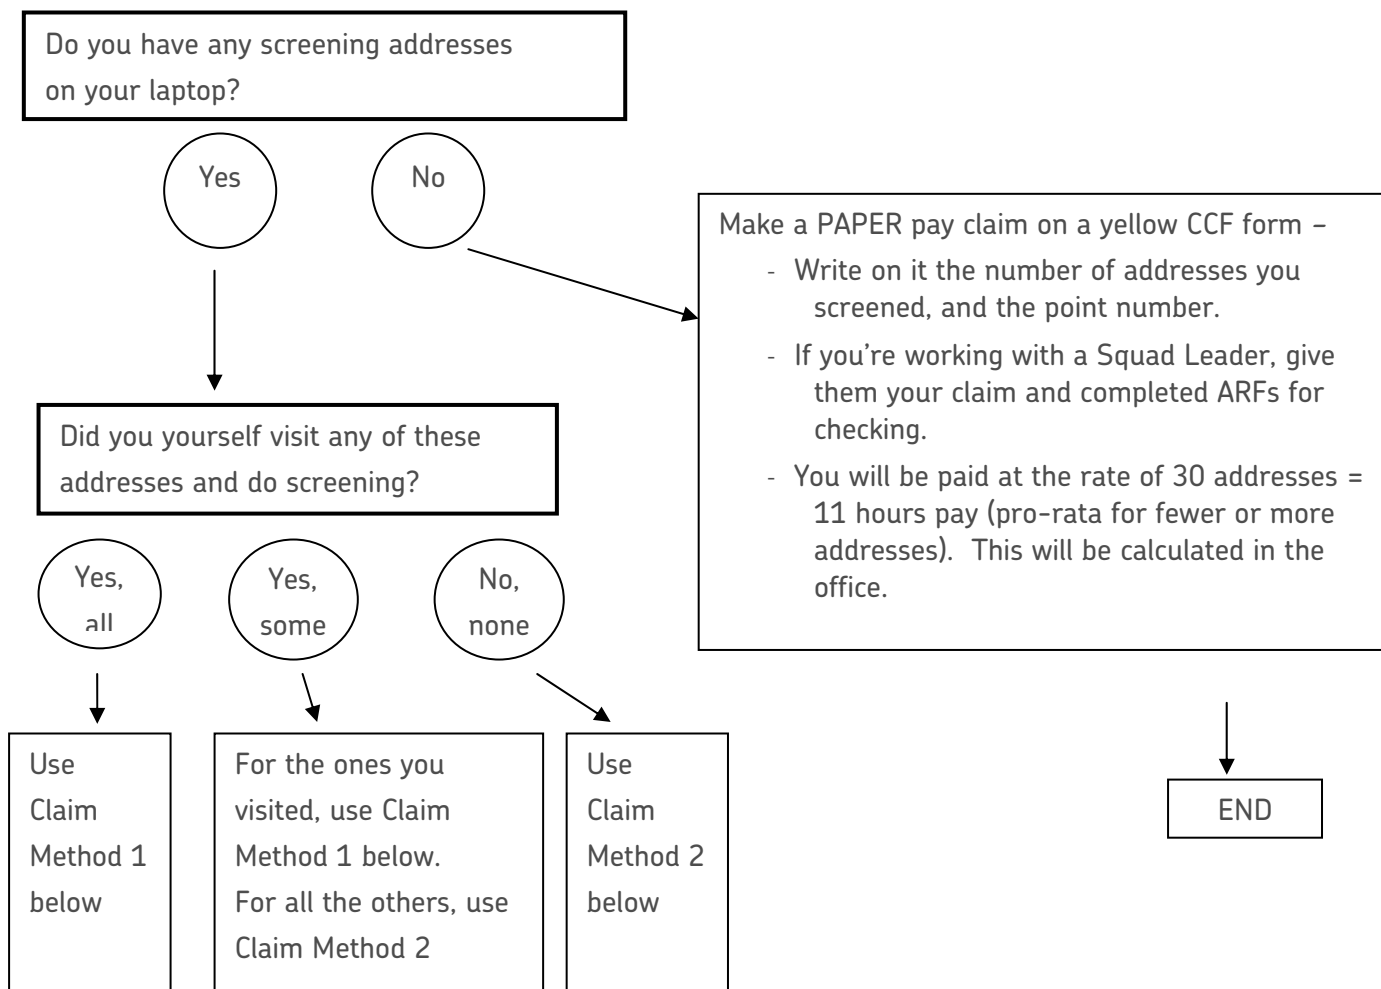 Do you have any screening addresses
on your laptop?
Yes
No
Make a PAPER pay claim on a yellow CCF form –
- Write on it the number of addresses you
screened, and the point number.
- If you’re working with a Squad Leader, give
them your claim and completed ARFs for
checking.
- You will be paid at the rate of 30 addresses =
11 hours pay (pro-rata for fewer or more
addresses).  This will be calculated in the
office.
Did you yourself visit any of these
addresses and do screening?
Yes,
all
Yes,
some
No,
none
Use
Claim
Method 1
below
For the ones you
visited, use Claim
Method 1 below.
For all the others, use
Claim Method 2
Use
Claim
Method 2
below
END